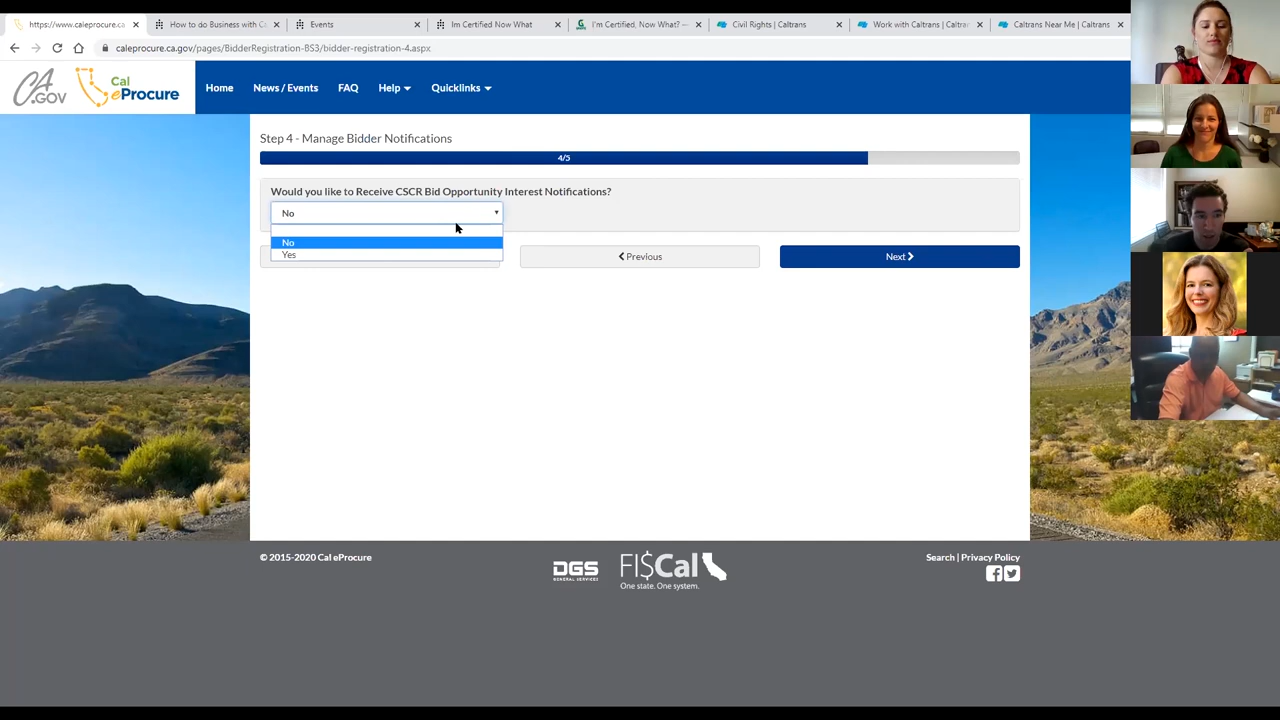 https://www.caleprocure.ca
How to do Business with Ca
Events
Im Certified Now What
I'm Certified, Now What? —
Civil Rights | Caltrans
Work with Caltrans | Caltran
Caltrans Near Me | Caltrans
caleprocure.ca.gov/pages/BidderRegistration-BS3/bidder-registration-4.aspx
CA.GOV
Cal eProcure
Home
News / Events
FAQ
Help
Quicklinks
Step 4 - Manage Bidder Notifications
4/5
Would you like to Receive CSCR Bid Opportunity Interest Notifications?
No
No
Yes
Previous
Next
© 2015-2020 Cal eProcure
DGS
GENERAL SERVICES
FI$Cal
One state. One system.
Search | Privacy Policy